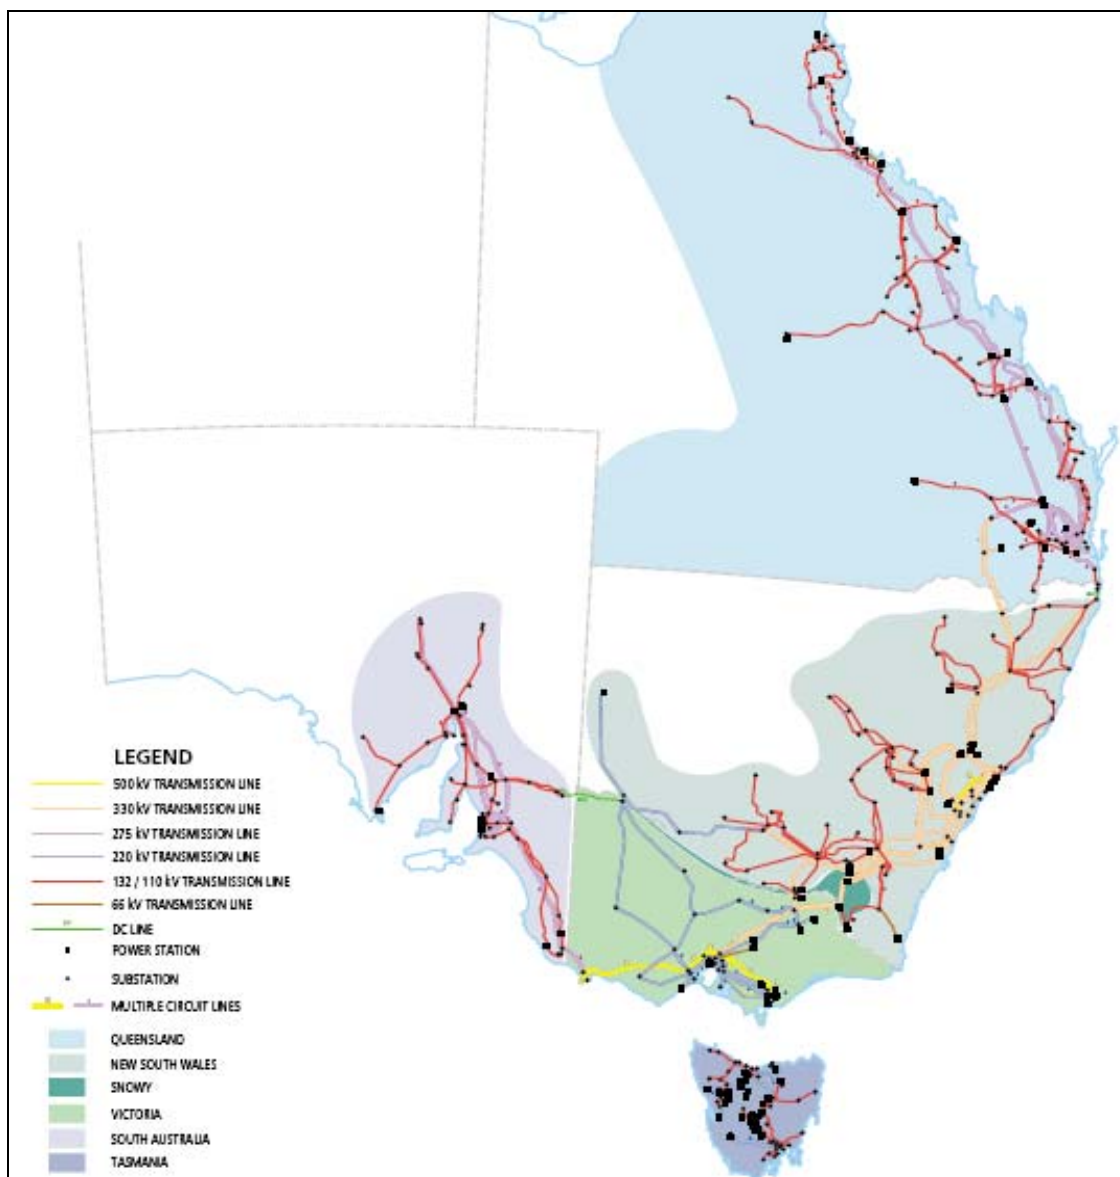 LEGEND
500 kV TRANSMISSION LINE
330 kV TRANSMISSION LINE
275 kV TRANSMISSION LINE
220 kV TRANSMISSION LINE
132 / 110 kV TRANSMISSION LINE
66 kV TRANSMISSION LINE
DC LINE
POWER STATION
SUBSTATION
MULTIPLE CIRCUIT LINES
QUEENSLAND
NEW SOUTH WALES
SNOWY
VICTORIA
SOUTH AUSTRALIA
TASMANIA